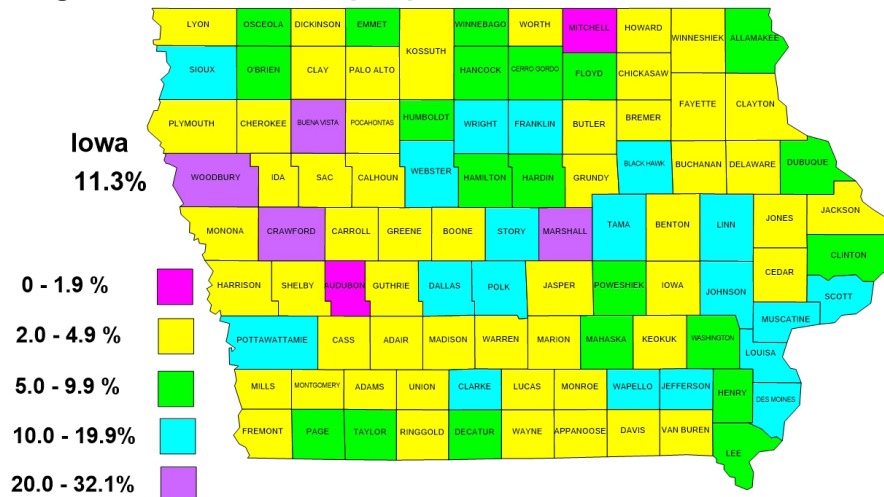 LYON OSCEOLA DICKINSON EMMET WINNEBAGO WORTH MITCHELL HOWARD WINNESHIEK ALLAMAKEE
KOSSUTH
SIOUX O'BRIEN CLAY PALO ALTO HANCOCK CERRO GORDO FLOYD CHICKASAW
FAYETTE CLAYTON
PLYMOUTH CHEROKEE BUENA VISTA POCAHONTAS HUMBOLDT WRIGHT FRANKLIN BUTLER BREMER
Iowa
11.3%
WOODBURY IDA SAC CALHOUN WEBSTER HAMILTON HARDIN GRUNDY BLACK HAWK BUCHANAN DELAWARE DUBUQUE
MONONA CRAWFORD CARROLL GREENE BOONE STORY MARSHALL TAMA BENTON LINN JONES JACKSON
CLINTON
HARRISON SHELBY AUDUBON GUTHRIE DALLAS POLK JASPER POWESHIEK IOWA JOHNSON CEDAR SCOTT
MUSCATINE
POTTAWATTAMIE CASS ADAIR MADISON WARREN MARION MAHASKA KEOKUK WASHINGTON LOUISA
MILLS MONTGOMERY ADAMS UNION CLARKE LUCAS MONROE WAPELLO JEFFERSON HENRY DES MOINES
FREMONT PAGE TAYLOR RINGGOLD DECATUR WAYNE APPANOOSE DAVIS VAN BUREN LEE
0 - 1.9 %
2.0 - 4.9 %
5.0 - 9.9 %
10.0 - 19.9%
20.0 - 32.1%